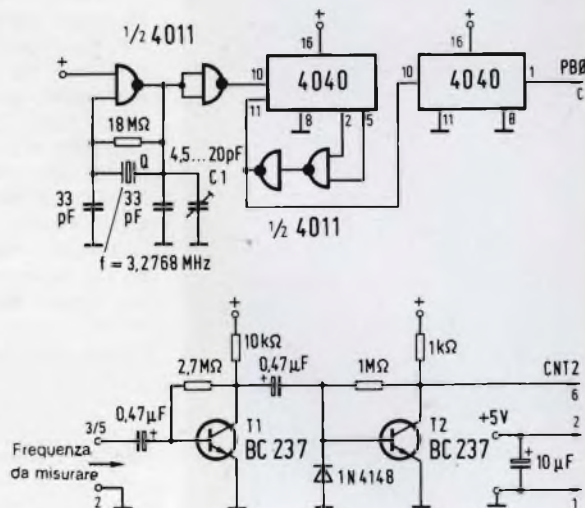 ½ 4011
+
+
+
16
16
10
4040
10
4040
1
PBØ
C
11
8
2
5
11
8
18MΩ
Q
4,5...20pF
C1
33
pF
33
pF
½ 4011
f = 3,2768 MHz
+
+
10kΩ
1kΩ
2,7MΩ
0,47µF
+
1MΩ
CNT2
6
0,47µF
3/5
+
T1
BC 237
T2
BC 237
+5V
2
Frequenza
da misurare
1N4148
+
10µF
2
1